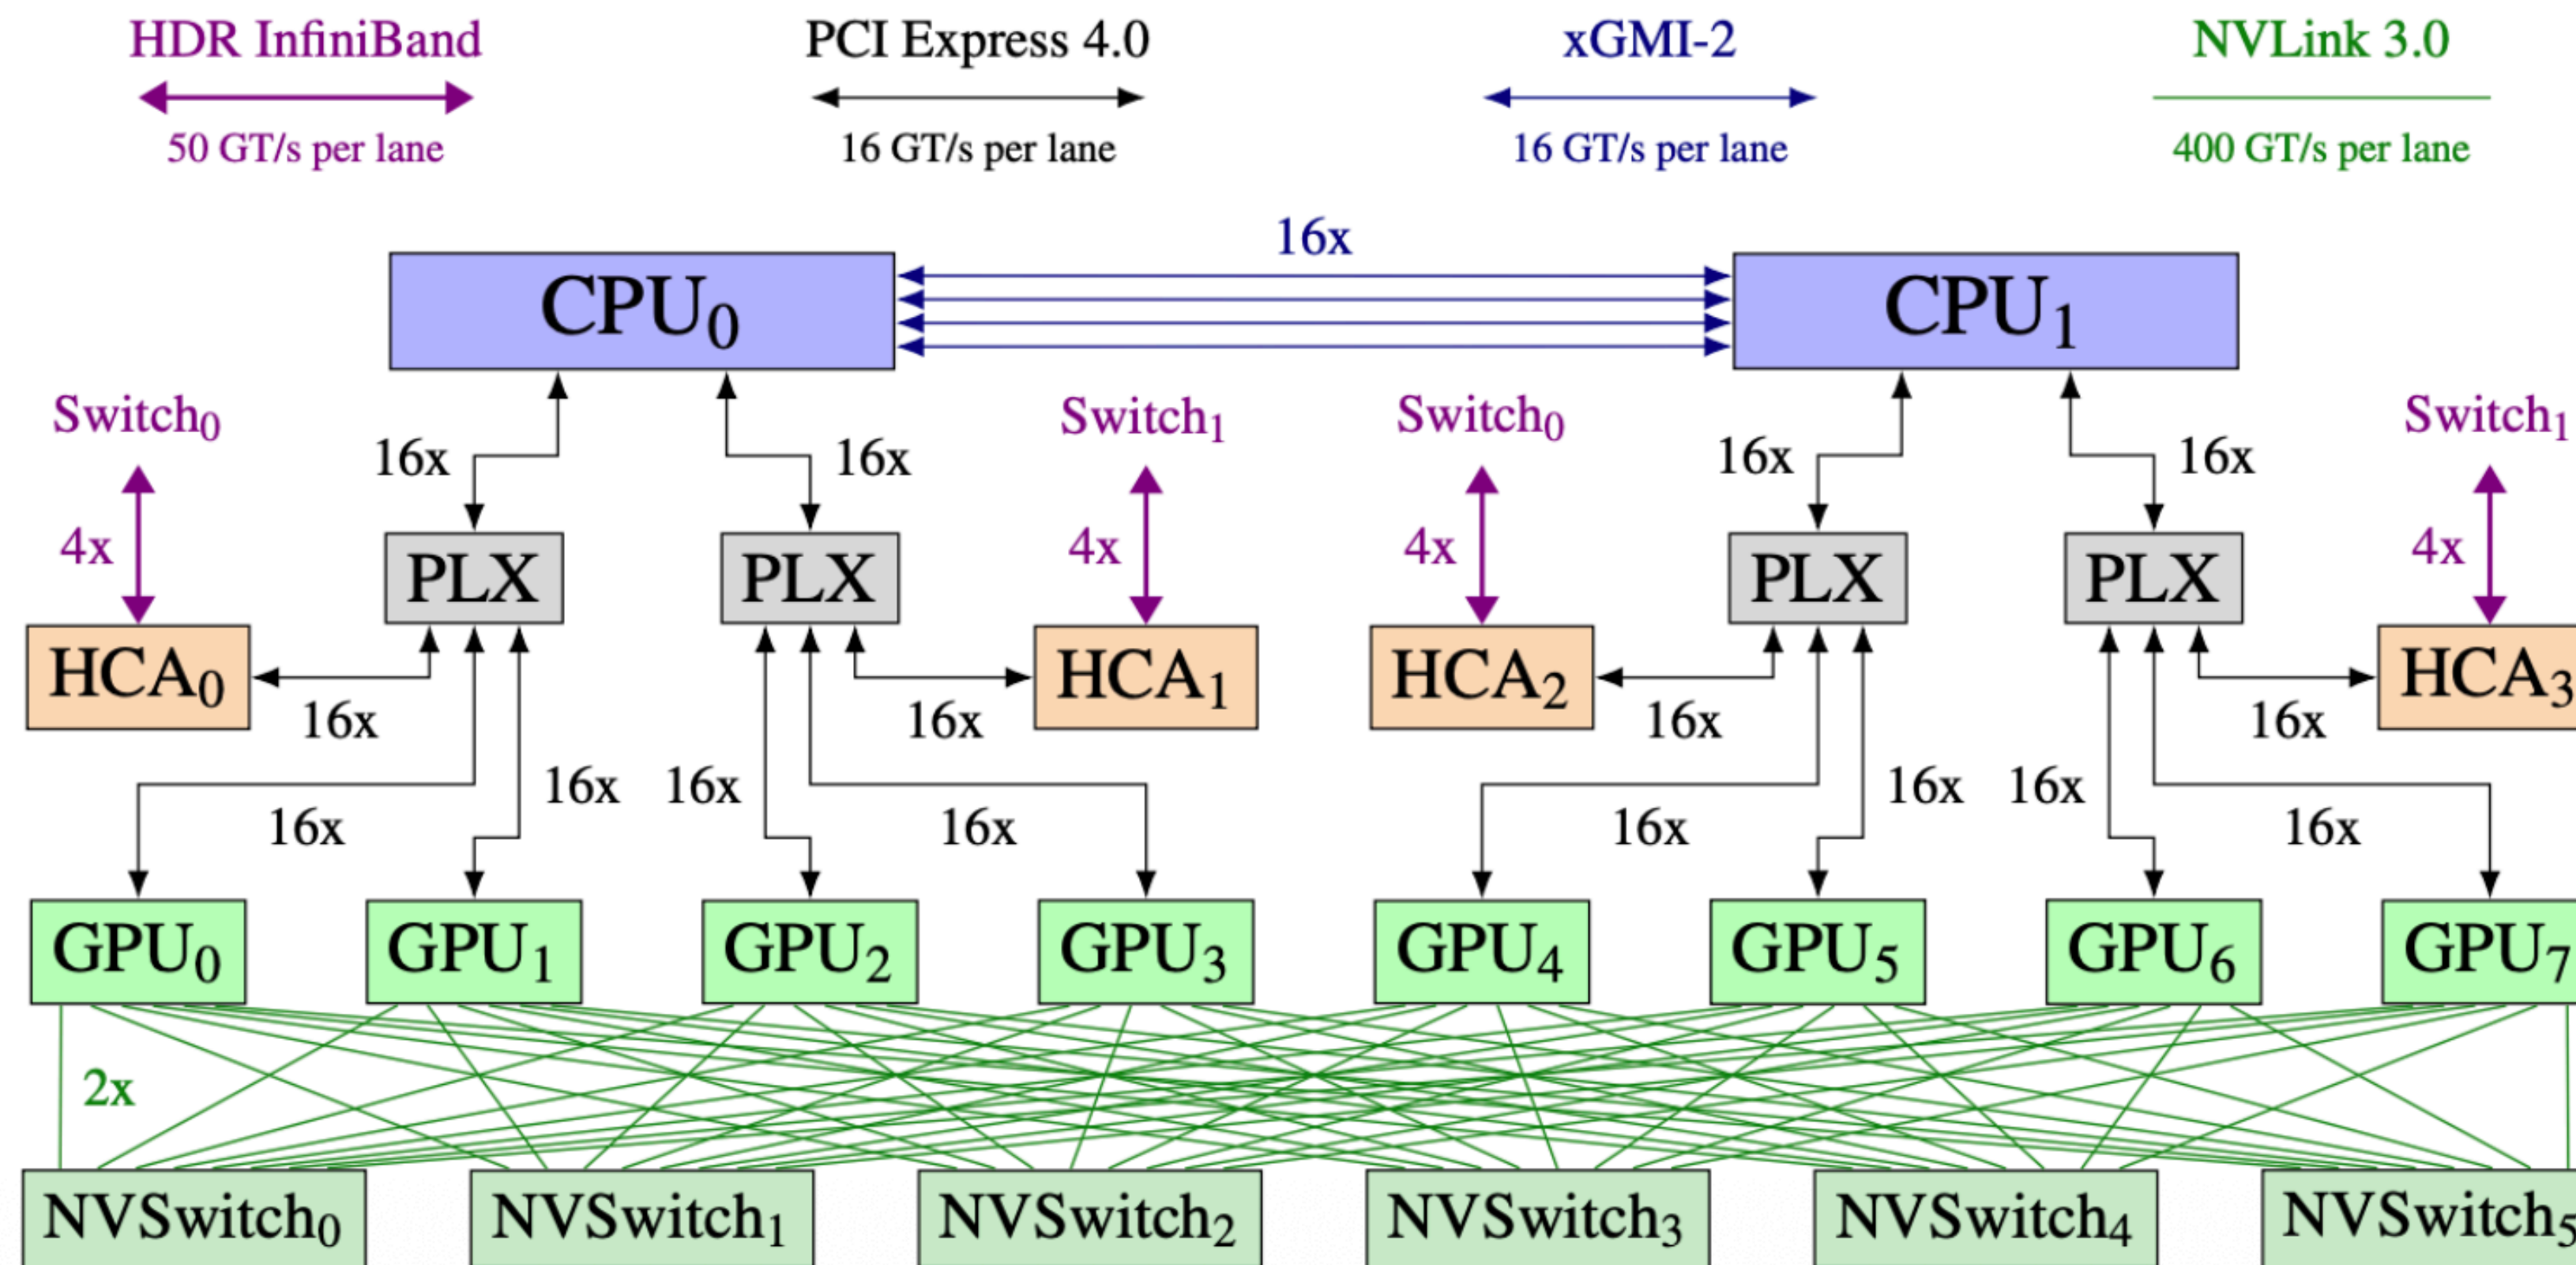 HDR InfiniBand PCI Express 4.0 xGMI-2 NVLink 3.0
50 GT/s per lane 16 GT/s per lane 16 GT/s per lane 400 GT/s per lane
16x
CPU0 CPU1
Switch0 Switch1 Switch0 Switch1
16x 16x 16x 16x
4x 4x 4x 4x
PLX PLX PLX PLX
HCA0 HCA1 HCA2 HCA3
16x 16x 16x 16x
16x 16x 16x 16x
16x 16x 16x 16x
GPU0 GPU1 GPU2 GPU3 GPU4 GPU5 GPU6 GPU7
2x
NVSwitch0 NVSwitch1 NVSwitch2 NVSwitch3 NVSwitch4 NVSwitch5